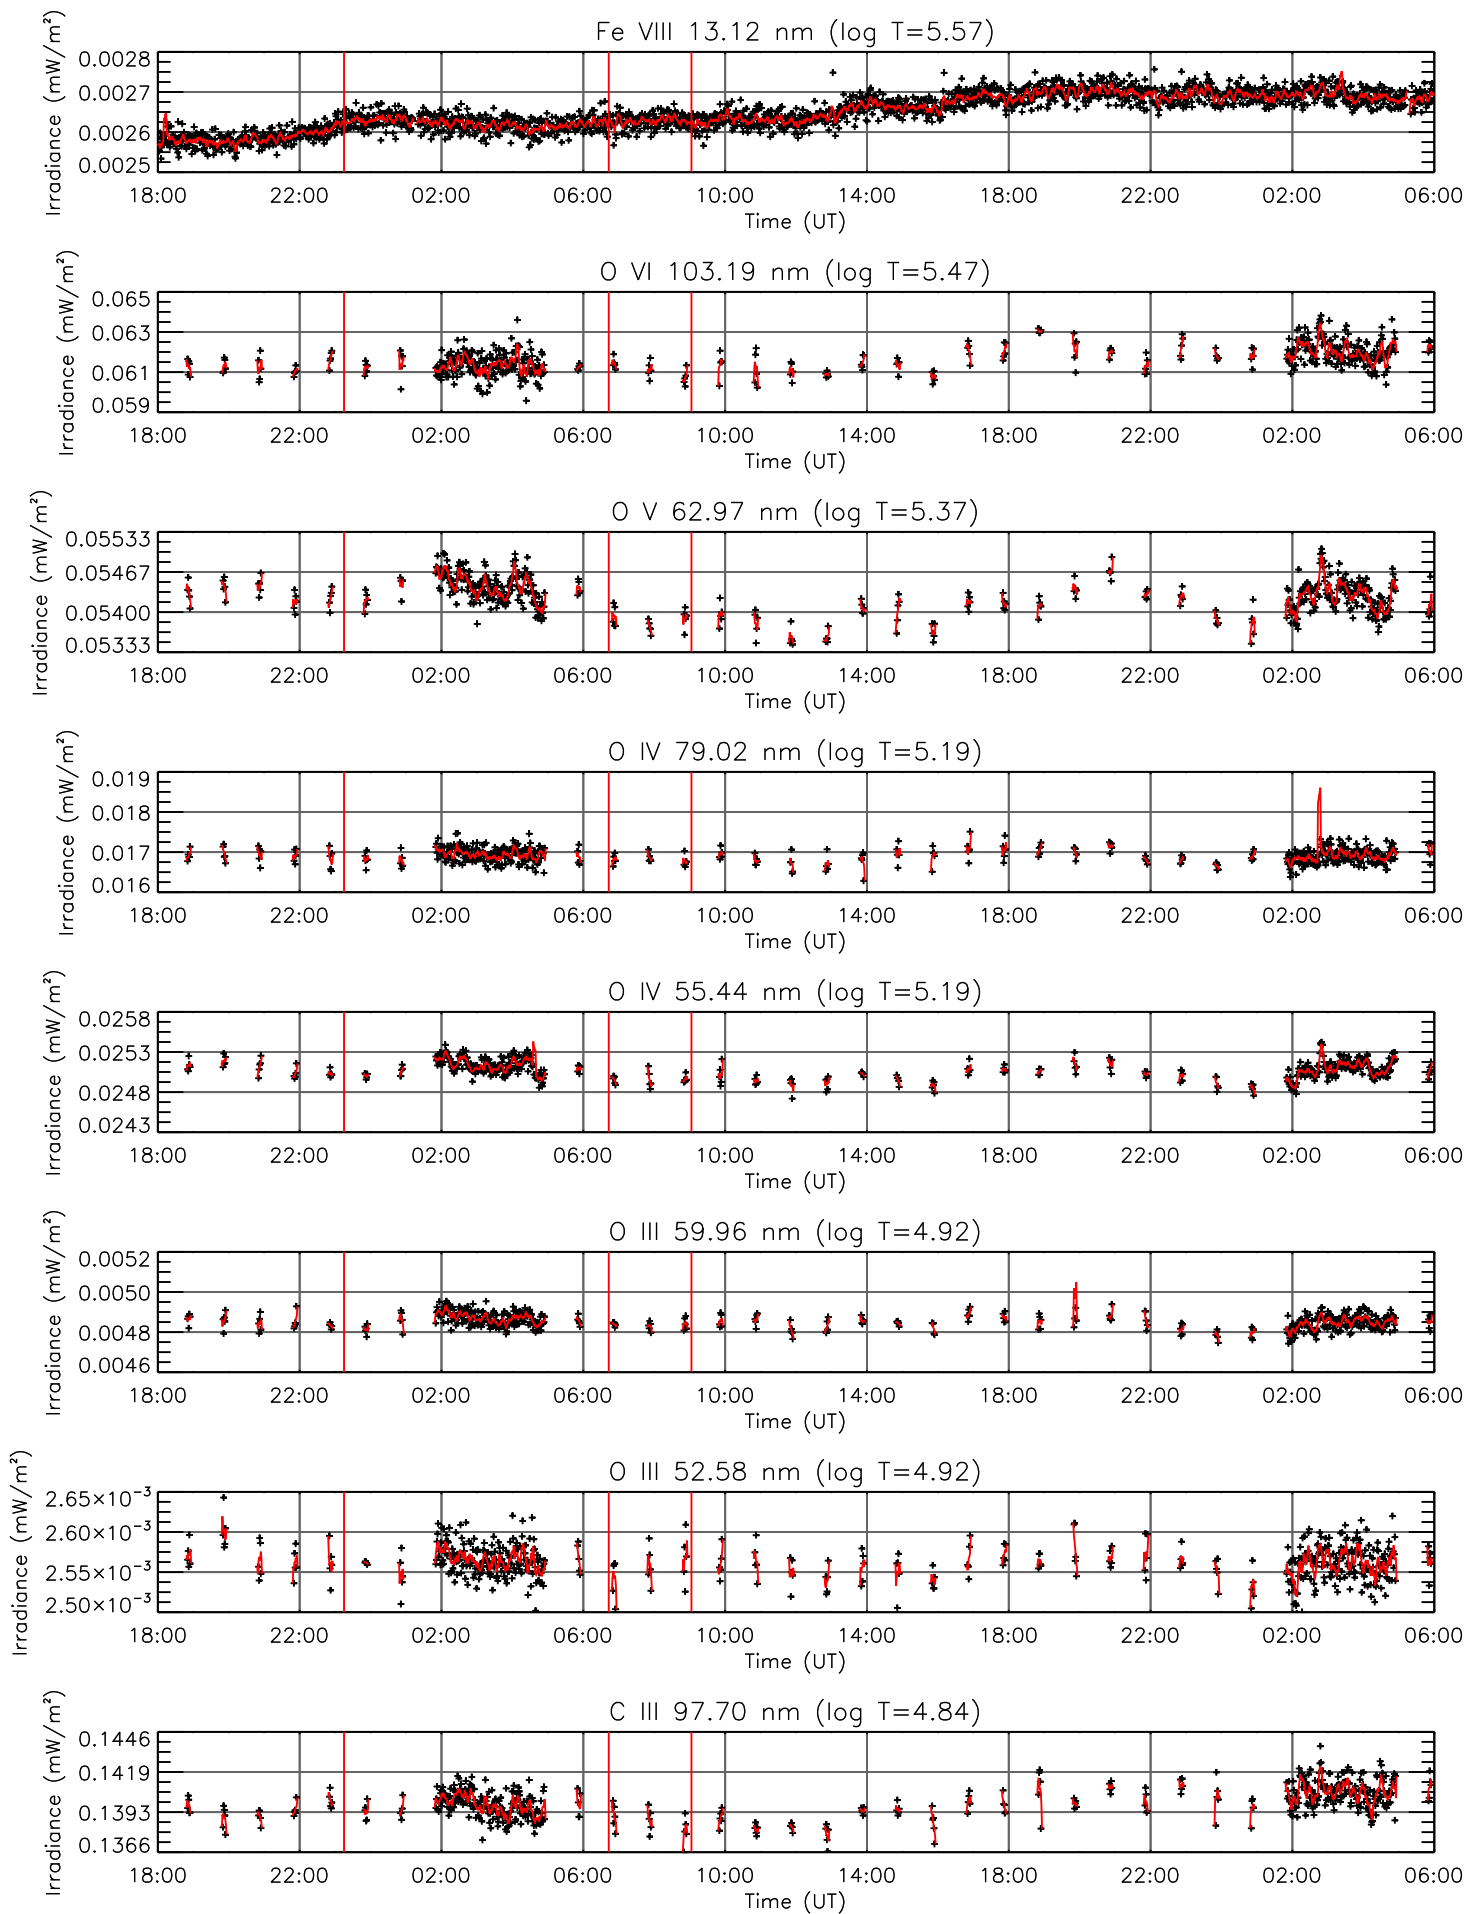 Fe VIII 13.12 nm (log T=5.57)
Irradiance (mW/m²)
0.0028
0.0027
0.0026
0.0025
18:00 22:00 02:00 06:00 10:00 14:00 18:00 22:00 02:00 06:00
Time (UT)
O VI 103.19 nm (log T=5.47)
Irradiance (mW/m²)
0.065
0.063
0.061
0.059
18:00 22:00 02:00 06:00 10:00 14:00 18:00 22:00 02:00 06:00
Time (UT)
O V 62.97 nm (log T=5.37)
Irradiance (mW/m²)
0.05533
0.05467
0.05400
0.05333
18:00 22:00 02:00 06:00 10:00 14:00 18:00 22:00 02:00 06:00
Time (UT)
O IV 79.02 nm (log T=5.19)
Irradiance (mW/m²)
0.019
0.018
0.017
0.016
18:00 22:00 02:00 06:00 10:00 14:00 18:00 22:00 02:00 06:00
Time (UT)
O IV 55.44 nm (log T=5.19)
Irradiance (mW/m²)
0.0258
0.0253
0.0248
0.0243
18:00 22:00 02:00 06:00 10:00 14:00 18:00 22:00 02:00 06:00
Time (UT)
O III 59.96 nm (log T=4.92)
Irradiance (mW/m²)
0.0052
0.0050
0.0048
0.0046
18:00 22:00 02:00 06:00 10:00 14:00 18:00 22:00 02:00 06:00
Time (UT)
O III 52.58 nm (log T=4.92)
Irradiance (mW/m²)
2.65×10⁻³
2.60×10⁻³
2.55×10⁻³
2.50×10⁻³
18:00 22:00 02:00 06:00 10:00 14:00 18:00 22:00 02:00 06:00
Time (UT)
C III 97.70 nm (log T=4.84)
Irradiance (mW/m²)
0.1446
0.1419
0.1393
0.1366
18:00 22:00 02:00 06:00 10:00 14:00 18:00 22:00 02:00 06:00
Time (UT)